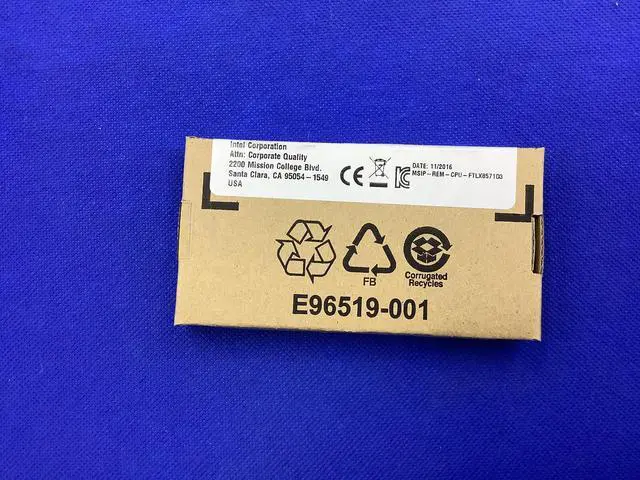 Intel Corporation
Attn: Corporate Quality
2200 Mission College Blvd.
Santa Clara, CA 95054 – 1549
USA
CE
DATE: 11/2016
MSIP – REM – CPU – FTLX8571D3
FB
Corrugated
Recycles
E96519-001